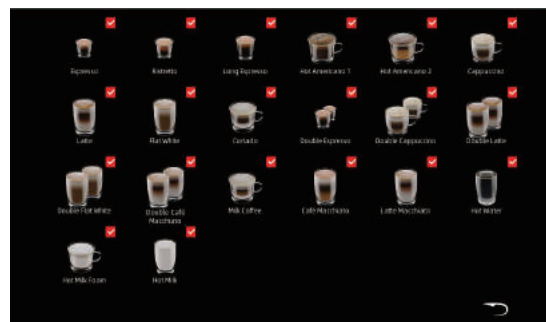 Espresso
Ristretto
Long Espresso
Hot Americano 1
Hot Americano 2
Cappuccino
Latte
Flat White
Cortado
Double Espresso
Double Cappuccino
Double Latte
Double Flat White
Double Café
Macchiato
Milk Coffee
Café Macchiato
Latte Macchiato
Hot Water
Hot Milk Foam
Hot Milk